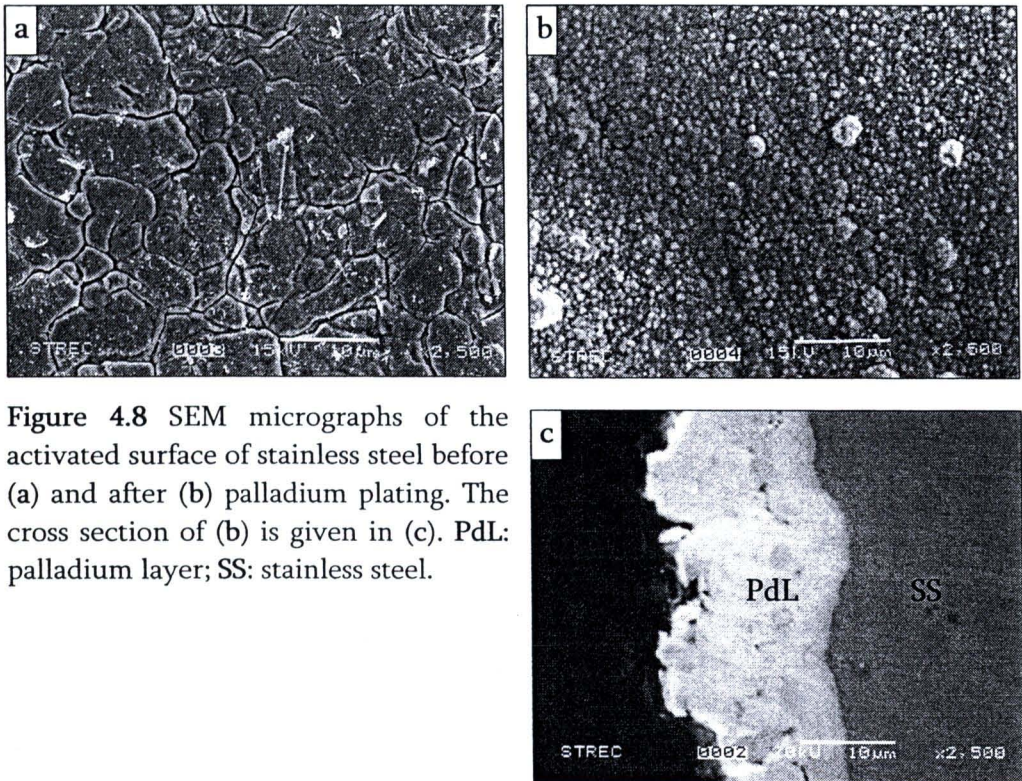 a
STREC 0003 15kU 10µm x2,500
b
STREC 0004 15kU 10µm x2,500
Figure 4.8 SEM micrographs of the
activated surface of stainless steel before
(a) and after (b) palladium plating. The
cross section of (b) is given in (c). PdL:
palladium layer; SS: stainless steel.
c
PdL SS
STREC 0002 10µm x2,500